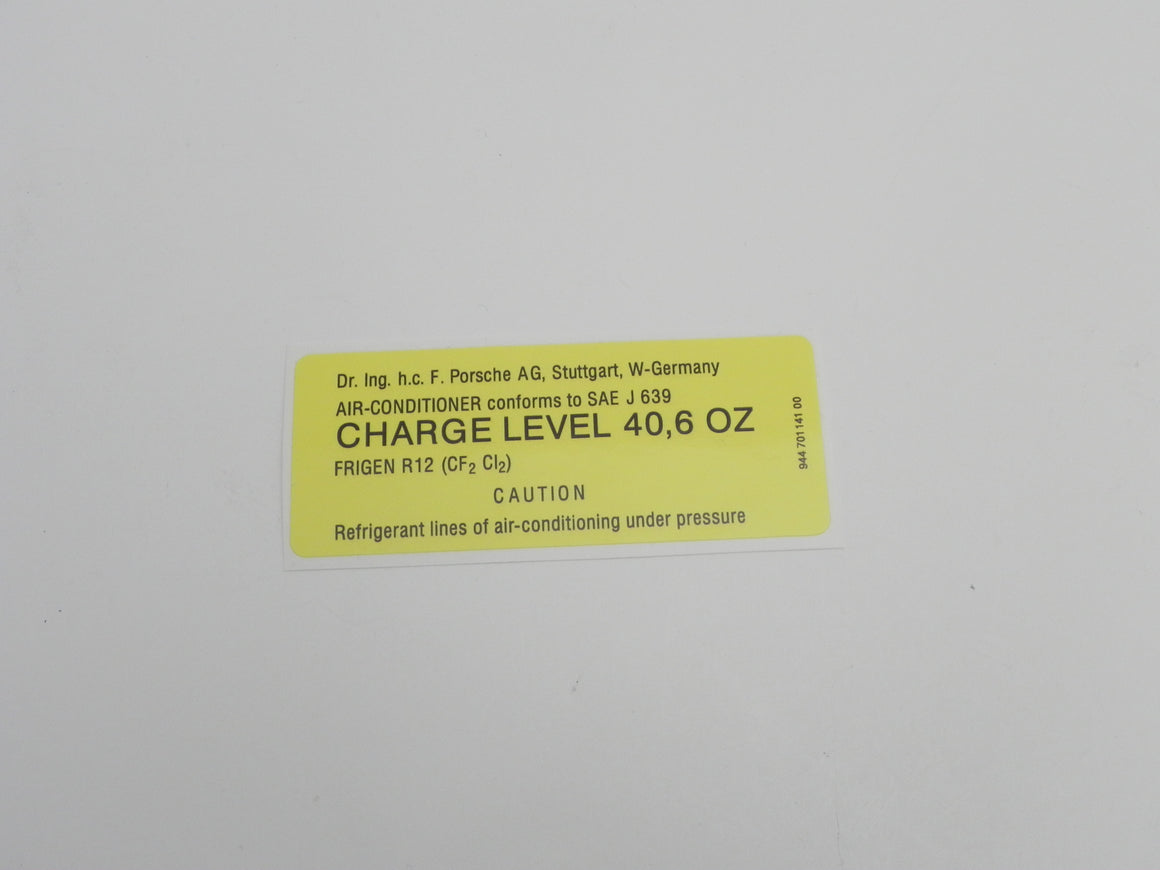 Dr. Ing. h.c. F. Porsche AG, Stuttgart, W-Germany
AIR-CONDITIONER conforms to SAE J 639
CHARGE LEVEL 40,6 OZ
FRIGEN R12 (CF₂ Cl₂)
CAUTION
Refrigerant lines of air-conditioning under pressure
944 701 141 00